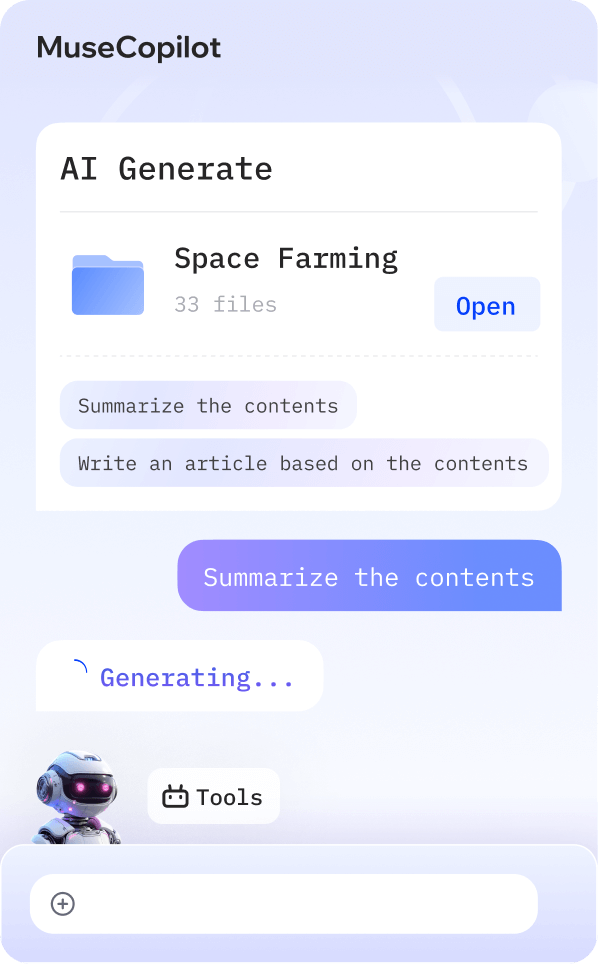 MuseCopilot
AI Generate
Space Farming
33 files
Open
Summarize the contents
Write an article based on the contents
Summarize the contents
Generating...
Tools